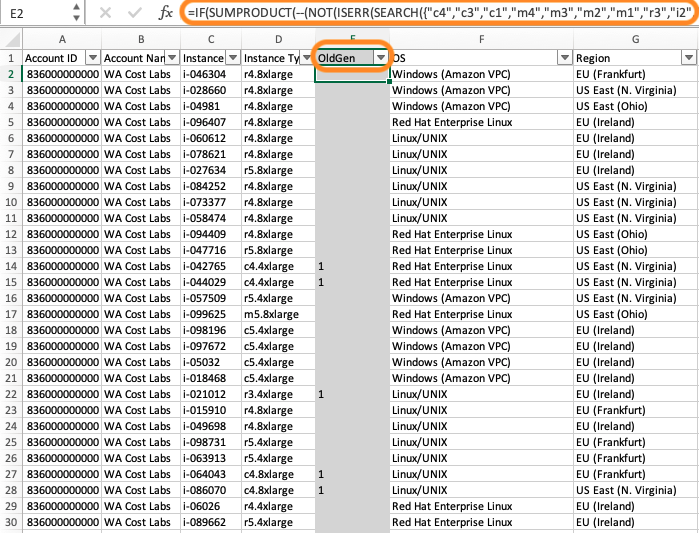 E2 fx =IF(SUMPRODUCT(--(NOT(ISERR(SEARCH({"c4","c3","c1","m4","m3","m2","m1","r3","i2"
A B C D E F G
1 Account ID Account Nar Instance Instance Ty OldGen OS Region
2 836000000000 WA Cost Labs i-046304 r4.8xlarge Windows (Amazon VPC) EU (Frankfurt)
3 836000000000 WA Cost Labs i-028660 r4.8xlarge Windows (Amazon VPC) US East (N. Virginia)
4 836000000000 WA Cost Labs i-04981 r4.8xlarge Windows (Amazon VPC) US East (Ohio)
5 836000000000 WA Cost Labs i-096407 r4.8xlarge Red Hat Enterprise Linux EU (Ireland)
6 836000000000 WA Cost Labs i-060612 r4.8xlarge Linux/UNIX EU (Ireland)
7 836000000000 WA Cost Labs i-078621 r4.8xlarge Linux/UNIX EU (Ireland)
8 836000000000 WA Cost Labs i-027634 r5.8xlarge Linux/UNIX EU (Ireland)
9 836000000000 WA Cost Labs i-084252 r4.8xlarge Linux/UNIX US East (N. Virginia)
10 836000000000 WA Cost Labs i-073377 r4.8xlarge Linux/UNIX US East (N. Virginia)
11 836000000000 WA Cost Labs i-058474 r4.8xlarge Linux/UNIX US East (N. Virginia)
12 836000000000 WA Cost Labs i-094409 r4.8xlarge Red Hat Enterprise Linux US East (Ohio)
13 836000000000 WA Cost Labs i-047716 r5.8xlarge Red Hat Enterprise Linux US East (Ohio)
14 836000000000 WA Cost Labs i-042765 c4.4xlarge 1 Red Hat Enterprise Linux US East (N. Virginia)
15 836000000000 WA Cost Labs i-044029 c4.4xlarge 1 Red Hat Enterprise Linux US East (N. Virginia)
16 836000000000 WA Cost Labs i-057509 r5.4xlarge Windows (Amazon VPC) US East (N. Virginia)
17 836000000000 WA Cost Labs i-099625 m5.8xlarge Red Hat Enterprise Linux US East (Ohio)
18 836000000000 WA Cost Labs i-098196 c5.4xlarge Windows (Amazon VPC) EU (Ireland)
19 836000000000 WA Cost Labs i-097672 c5.4xlarge Windows (Amazon VPC) EU (Ireland)
20 836000000000 WA Cost Labs i-05032 c5.4xlarge Windows (Amazon VPC) EU (Ireland)
21 836000000000 WA Cost Labs i-018468 c5.4xlarge Windows (Amazon VPC) EU (Ireland)
22 836000000000 WA Cost Labs i-021012 r3.4xlarge 1 Linux/UNIX EU (Ireland)
23 836000000000 WA Cost Labs i-015910 r4.8xlarge Linux/UNIX EU (Frankfurt)
24 836000000000 WA Cost Labs i-049698 r4.8xlarge Linux/UNIX EU (Ireland)
25 836000000000 WA Cost Labs i-098731 r5.4xlarge Linux/UNIX EU (Frankfurt)
26 836000000000 WA Cost Labs i-063913 r5.4xlarge Linux/UNIX EU (Frankfurt)
27 836000000000 WA Cost Labs i-064043 c4.8xlarge 1 Linux/UNIX EU (Frankfurt)
28 836000000000 WA Cost Labs i-086070 c4.8xlarge 1 Linux/UNIX US East (N. Virginia)
29 836000000000 WA Cost Labs i-06026 r4.4xlarge Red Hat Enterprise Linux EU (Ireland)
30 836000000000 WA Cost Labs i-089662 r5.4xlarge Red Hat Enterprise Linux EU (Ireland)